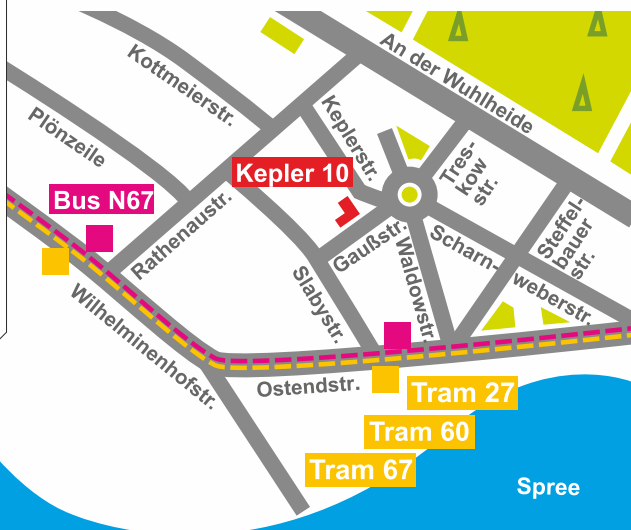 An der Wuhlheide
Kottmeierstr.
Keplerstr.
Plönzeile
Tres-
kow
str.
Kepler 10
Bus N67
Rathenaustr.
Steffel-
bauer
str.
Gaußstr.
Scharn-
weberstr.
Waldowstr.
Slabystr.
Wilhelminenhofstr.
Ostendstr.
Tram 27
Tram 60
Tram 67
Spree